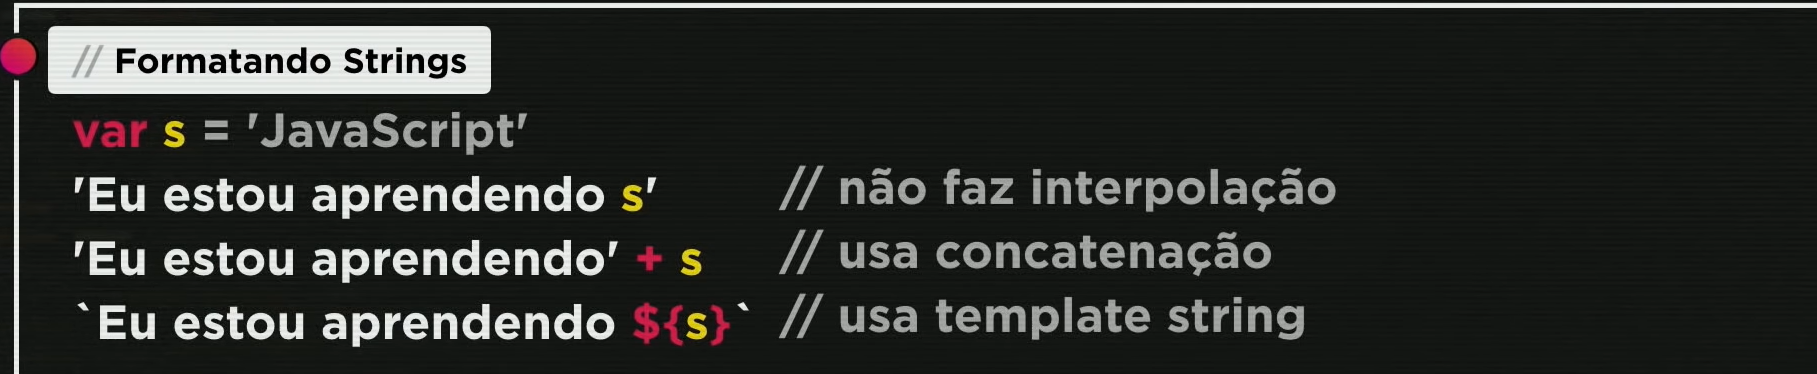 // Formatando Strings
var s = 'JavaScript'
'Eu estou aprendendo s' // não faz interpolação
'Eu estou aprendendo' + s // usa concatenação
`Eu estou aprendendo ${s}` // usa template string